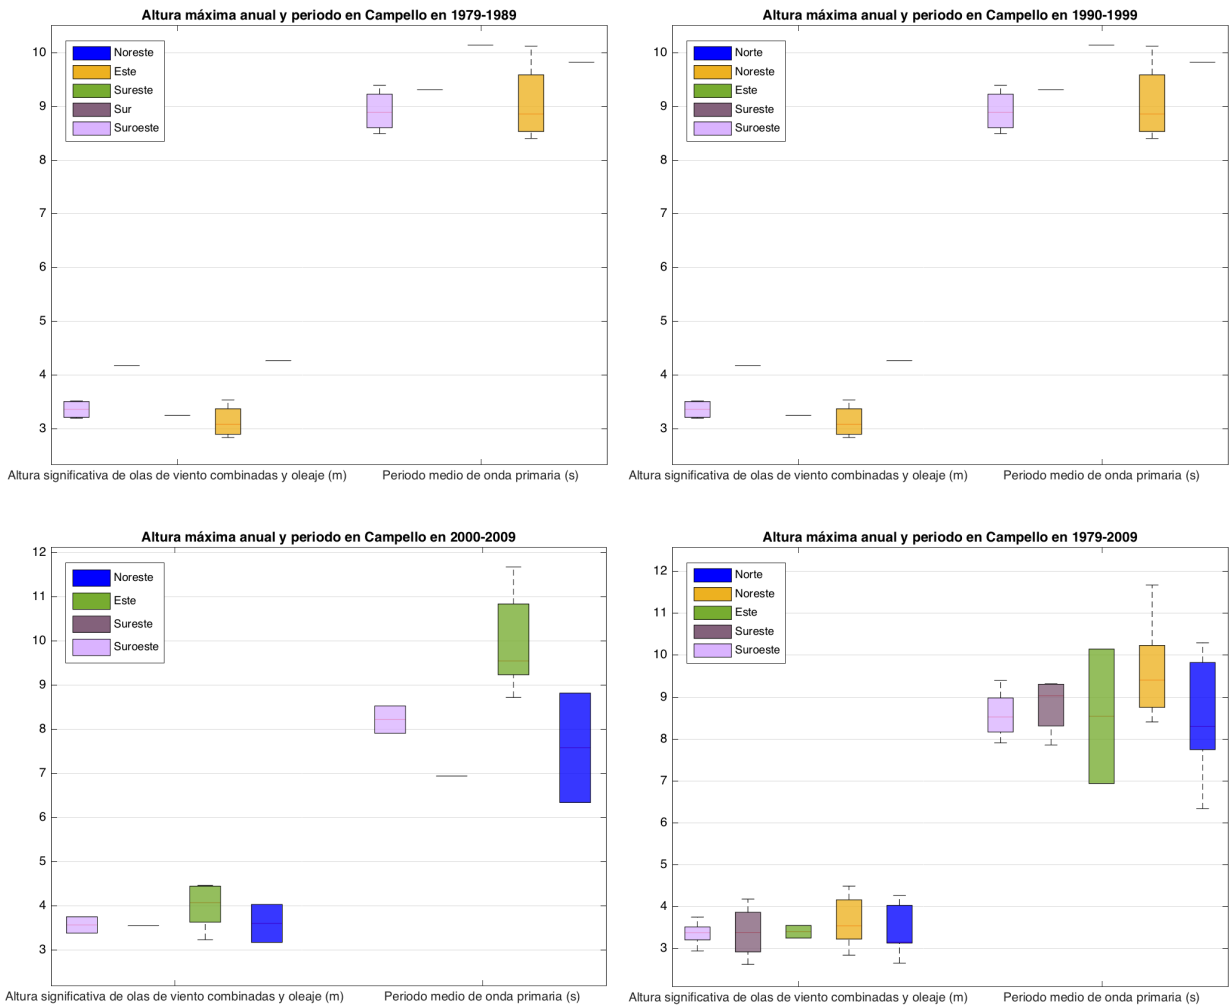 Altura máxima anual y periodo en Campello en 1979-1989
10
9
8
7
6
5
4
3
Noreste
Este
Sureste
Sur
Suroeste
Altura significativa de olas de viento combinadas y oleaje (m)
Periodo medio de onda primaria (s)
Altura máxima anual y periodo en Campello en 1990-1999
10
9
8
7
6
5
4
3
Norte
Noreste
Este
Sureste
Suroeste
Altura significativa de olas de viento combinadas y oleaje (m)
Periodo medio de onda primaria (s)
Altura máxima anual y periodo en Campello en 2000-2009
12
11
10
9
8
7
6
5
4
3
Noreste
Este
Sureste
Suroeste
Altura significativa de olas de viento combinadas y oleaje (m)
Periodo medio de onda primaria (s)
Altura máxima anual y periodo en Campello en 1979-2009
12
11
10
9
8
7
6
5
4
3
Norte
Noreste
Este
Sureste
Suroeste
Altura significativa de olas de viento combinadas y oleaje (m)
Periodo medio de onda primaria (s)